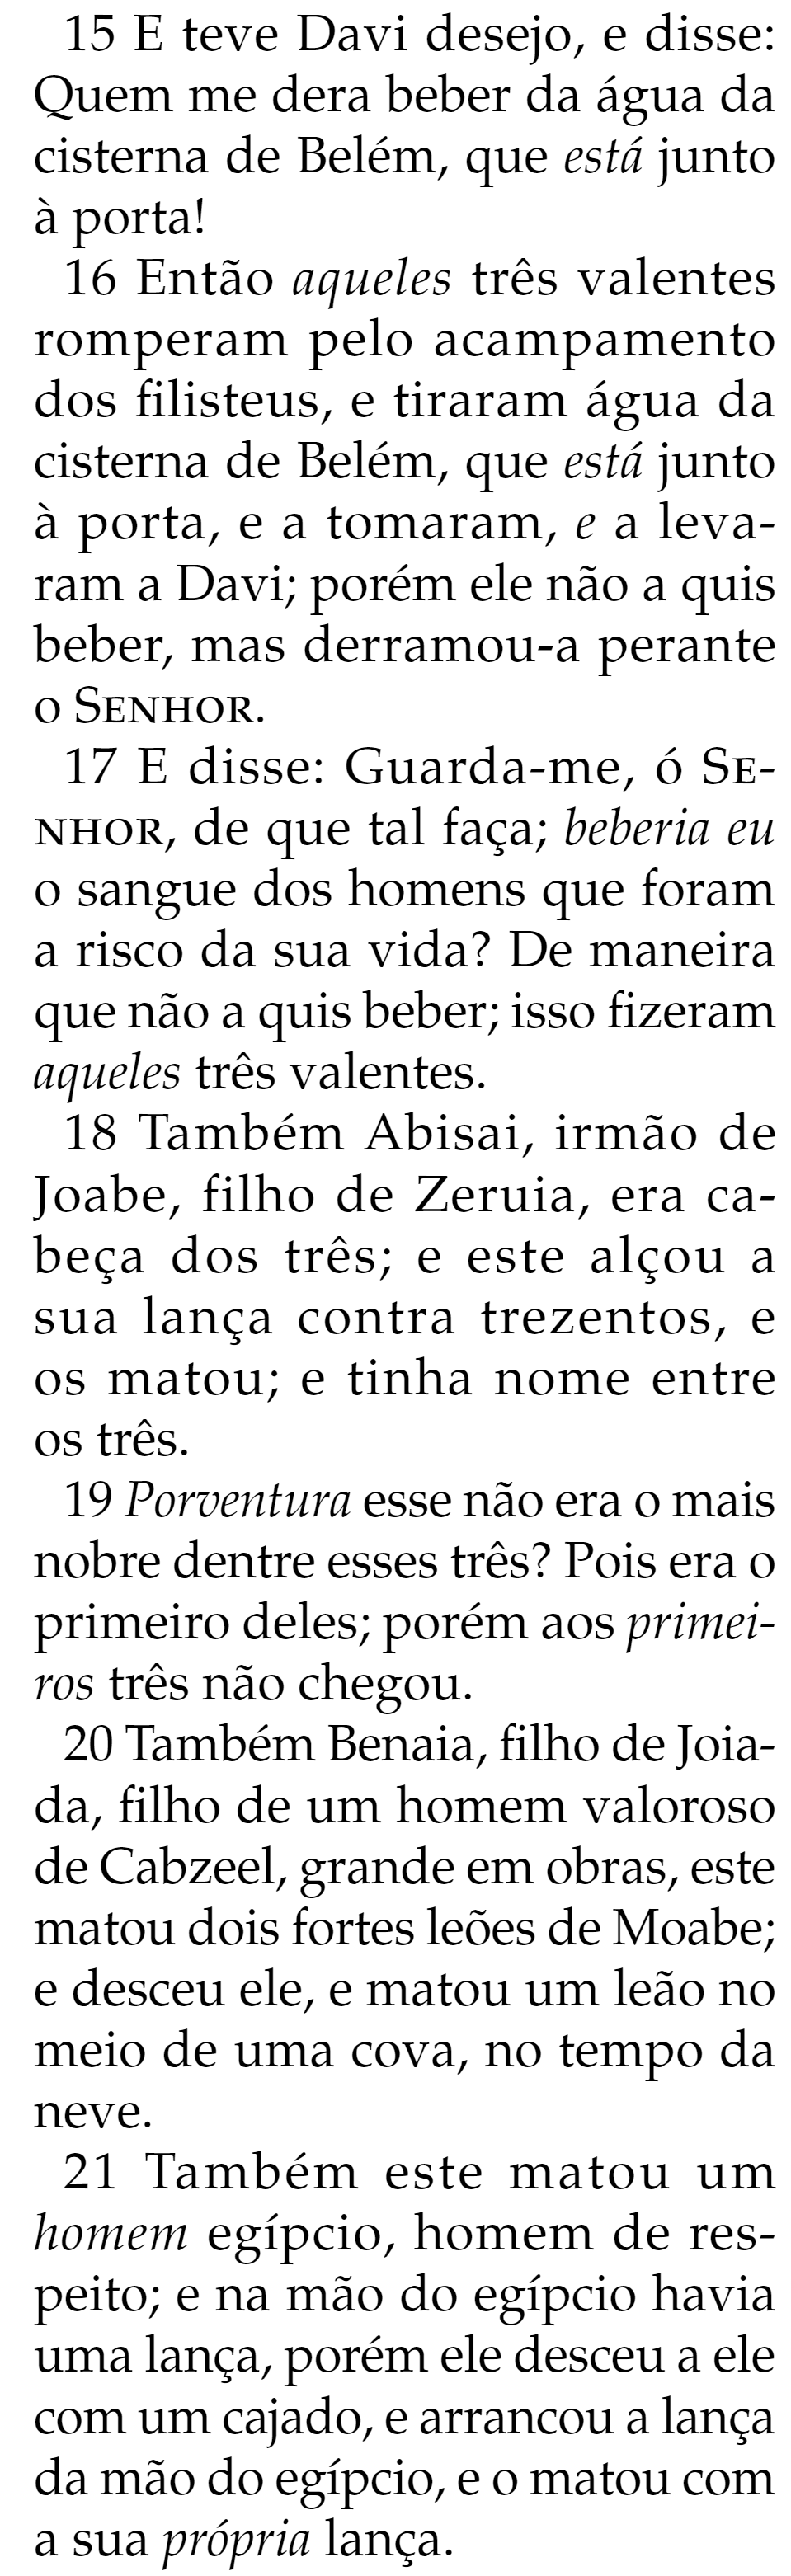 15 E teve Davi desejo, e disse:
Quem me dera beber da água da
cisterna de Belém, que está junto
à porta!
16 Então aqueles três valentes
romperam pelo acampamento
dos filisteus, e tiraram água da
cisterna de Belém, que está junto
à porta, e a tomaram, e a leva-
ram a Davi; porém ele não a quis
beber, mas derramou-a perante
o SENHOR.
17 E disse: Guarda-me, ó SE-
NHOR, de que tal faça; beberia eu
o sangue dos homens que foram
a risco da sua vida? De maneira
que não a quis beber; isso fizeram
aqueles três valentes.
18 Também Abisai, irmão de
Joabe, filho de Zeruia, era ca-
beça dos três; e este alçou a
sua lança contra trezentos, e
os matou; e tinha nome entre
os três.
19 Porventura esse não era o mais
nobre dentre esses três? Pois era o
primeiro deles; porém aos primei-
ros três não chegou.
20 Também Benaia, filho de Joia-
da, filho de um homem valoroso
de Cabzeel, grande em obras, este
matou dois fortes leões de Moabe;
e desceu ele, e matou um leão no
meio de uma cova, no tempo da
neve.
21 Também este matou um
homem egípcio, homem de res-
peito; e na mão do egípcio havia
uma lança, porém ele desceu a ele
com um cajado, e arrancou a lança
da mão do egípcio, e o matou com
a sua própria lança.